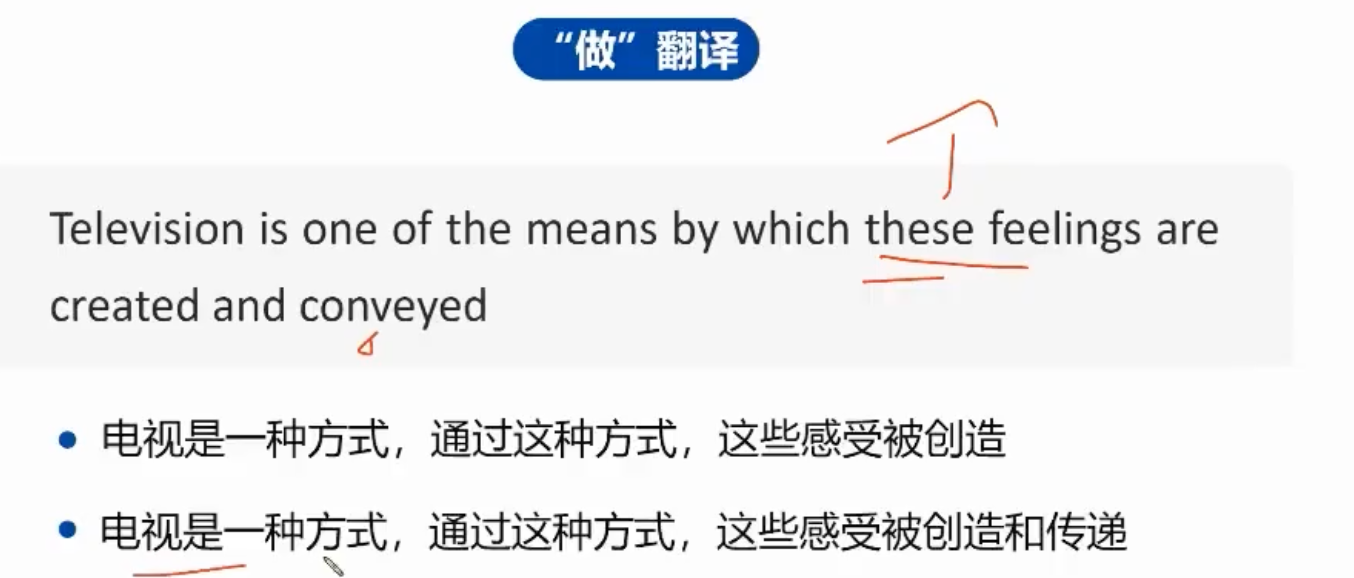 “做”翻译
Television is one of the means by which these feelings are
created and conveyed
电视是一种方式，通过这种方式，这些感受被创造
电视是一种方式，通过这种方式，这些感受被创造和传递